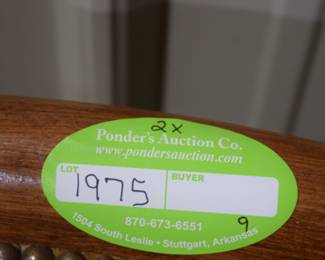 2x
Ponder's Auction Co.
www.pondersauction.com
LOT
BUYER
1975
870-673-6551
9
1504 South Leslie • Stuttgart, Arkansas